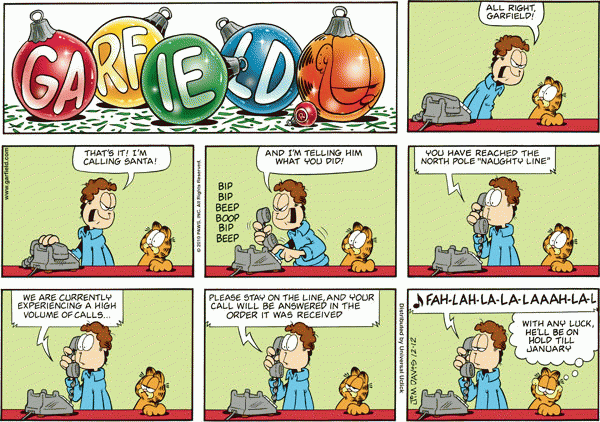 GARFIELD
ALL RIGHT,
GARFIELD!
www.garfield.com
THAT'S IT! I'M
CALLING SANTA!
© 2015 PAWS, INC. All Rights Reserved.
AND I'M TELLING HIM
WHAT YOU DID!
BIP
BIP
BEEP
BOOP
BIP
BEEP
YOU HAVE REACHED THE
NORTH POLE "NAUGHTY LINE"
WE ARE CURRENTLY
EXPERIENCING A HIGH
VOLUME OF CALLS...
PLEASE STAY ON THE LINE, AND YOUR
CALL WILL BE ANSWERED IN THE
ORDER IT WAS RECEIVED
Distributed by Universal Uclick
JIM DAVIS 12·12
♪ FAH-LAH-LA-LA-LAAAH-LA-L
WITH ANY LUCK,
HE'LL BE ON
HOLD TILL
JANUARY